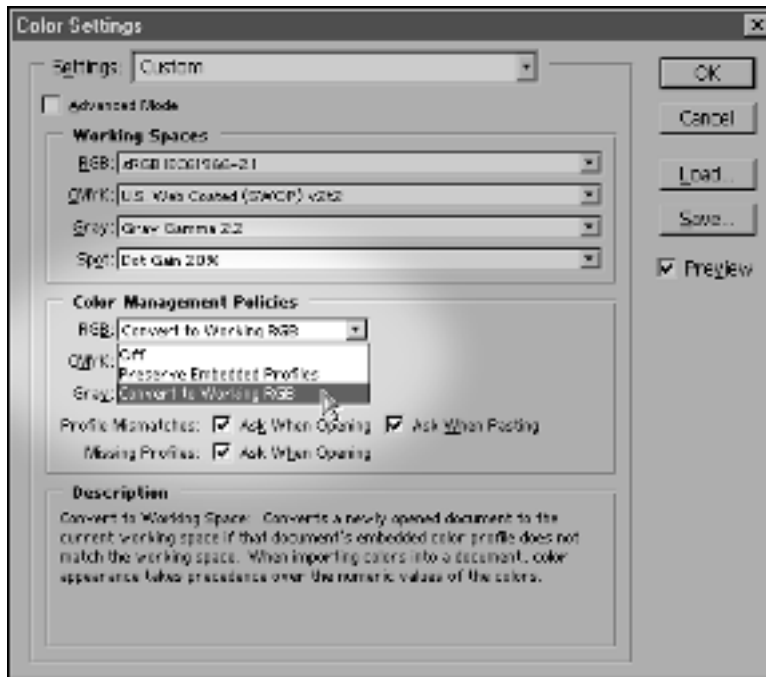 Color Settings
Settings: Custom
OK
Advanced Mode
Cancel
Working Spaces
RGB: sRGB IEC61966-2.1
Load...
CMYK: U.S. Web Coated (SWOP) v2
Gray: Gray Gamma 2.2
Save...
Spot: Dot Gain 20%
Preview
Color Management Policies
RGB: Convert to Working RGB
CMYK: Off
Preserve Embedded Profiles
Gray: Convert to Working RGB
Profile Mismatches: Ask When Opening Ask When Pasting
Missing Profiles: Ask When Opening
Description
Convert to Working Space: Converts a newly opened document to the
current working space if that document's embedded color profile does not
match the working space. When importing colors into a document, color
appearance takes precedence over the numeric values of the colors.